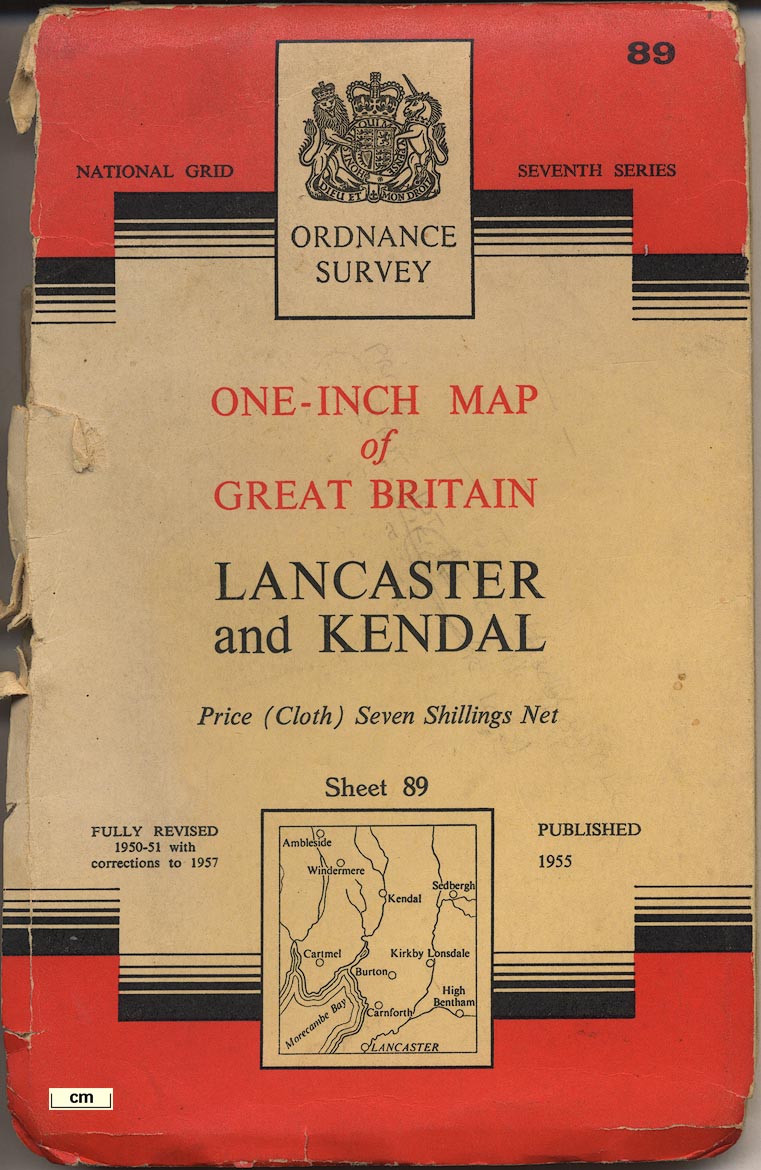 89
NATIONAL GRID
SEVENTH SERIES
DIEU ET MON DROIT
ORDNANCE
SURVEY
ONE-INCH MAP
of
GREAT BRITAIN
LANCASTER
and KENDAL
Price (Cloth) Seven Shillings Net
Sheet 89
FULLY REVISED
1950-51 with
corrections to 1957
PUBLISHED
1955
Ambleside
Windermere
Kendal
Sedbergh
Cartmel
Kirkby Lonsdale
Burton
High
Bentham
Carnforth
Morecambe Bay
LANCASTER
cm